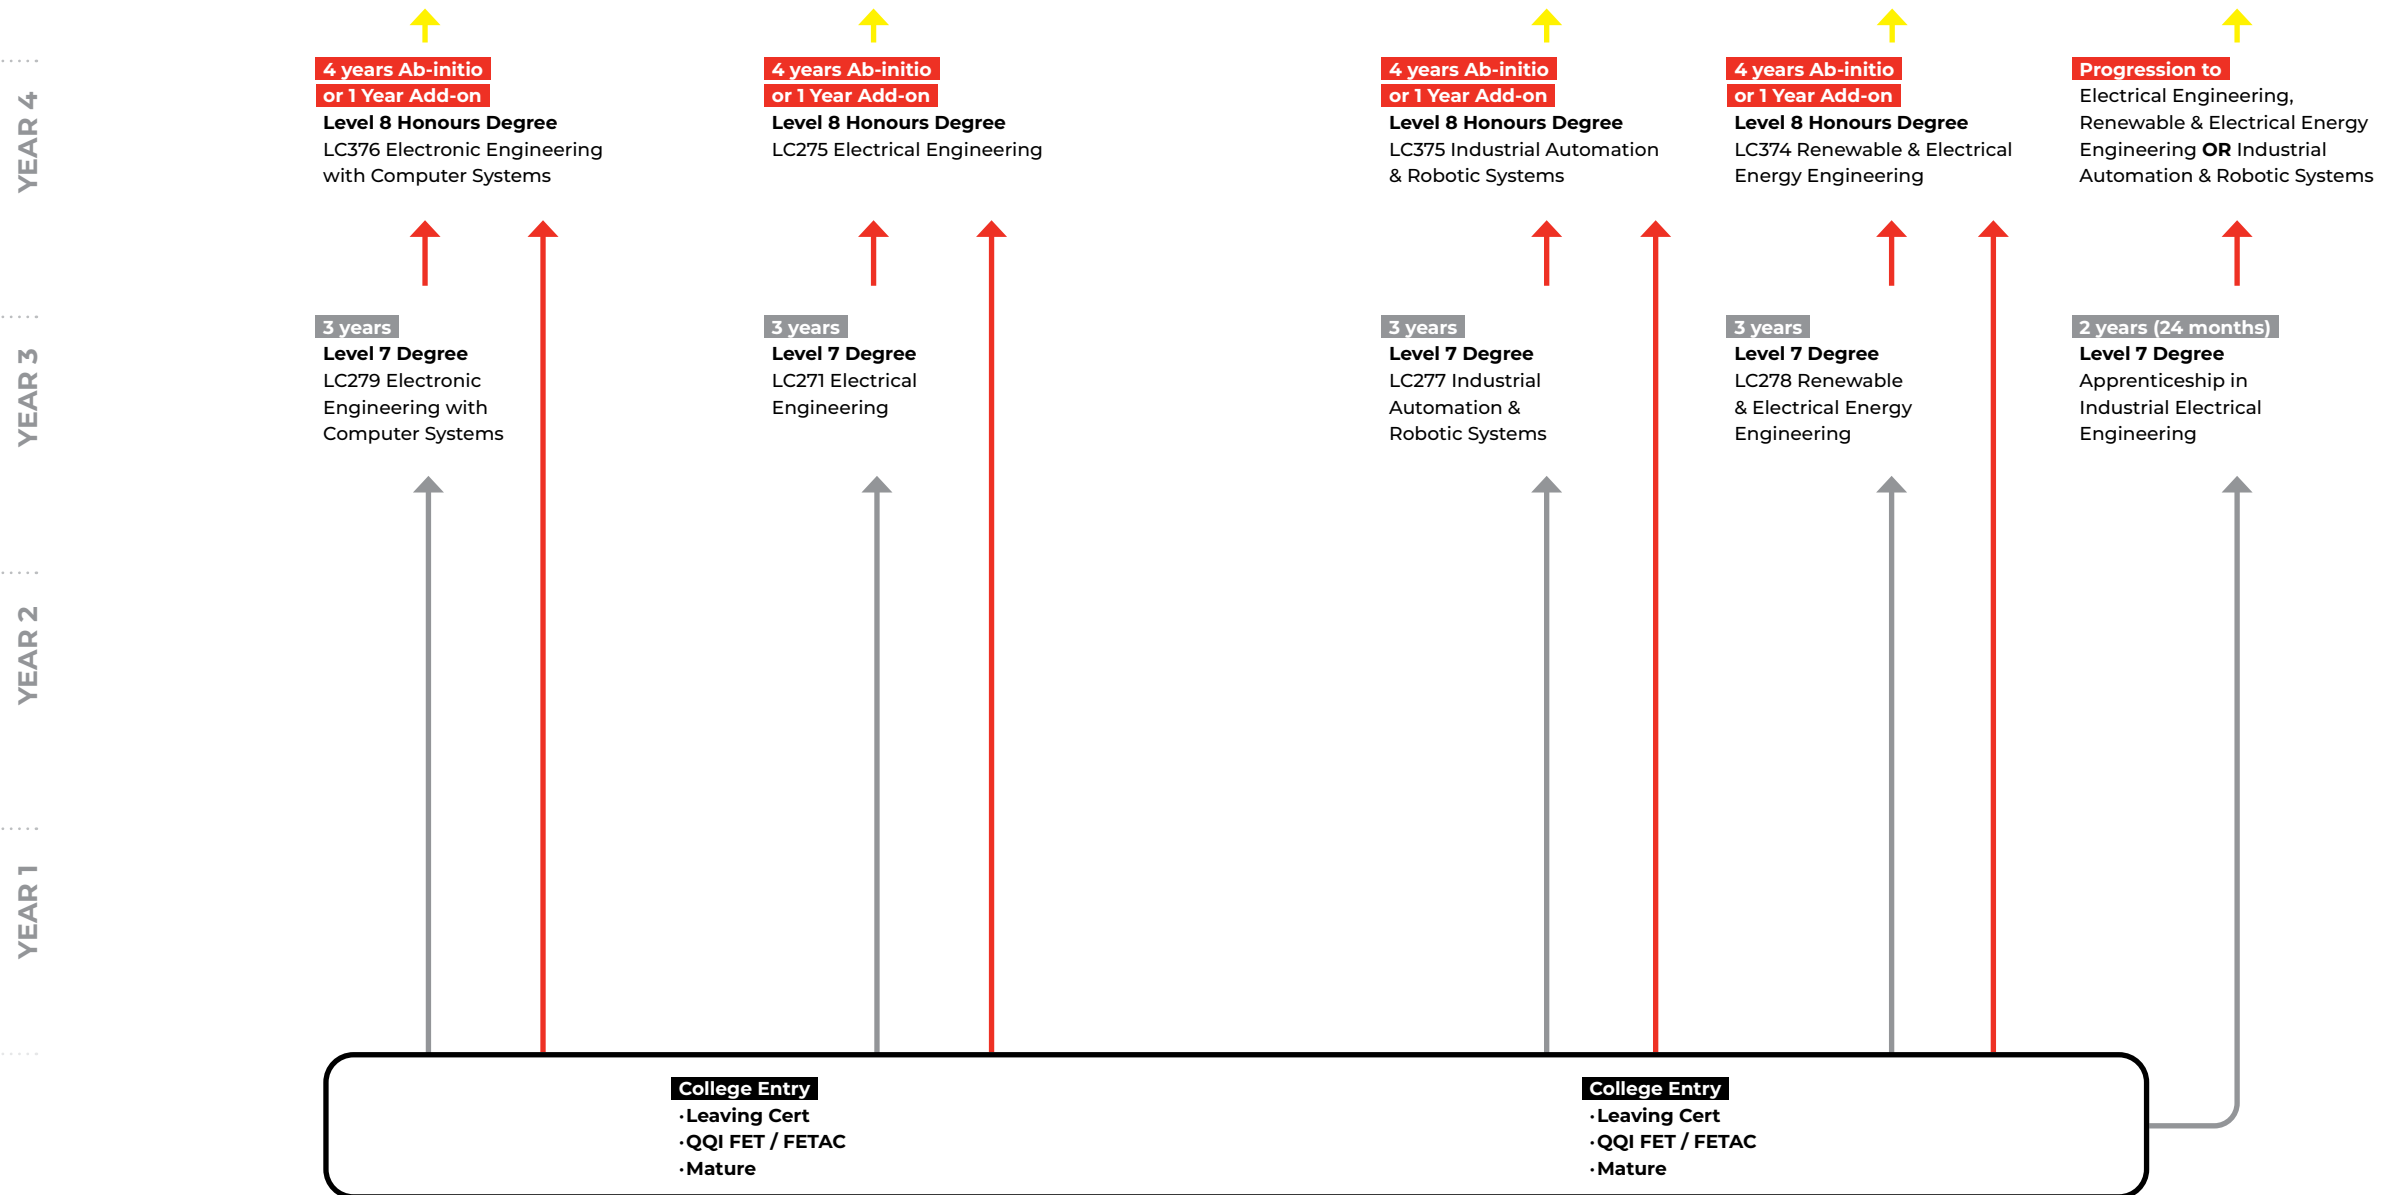 YEAR 4
4 years Ab-initio
or 1 Year Add-on
Level 8 Honours Degree
LC376 Electronic Engineering
with Computer Systems
4 years Ab-initio
or 1 Year Add-on
Level 8 Honours Degree
LC275 Electrical Engineering
4 years Ab-initio
or 1 Year Add-on
Level 8 Honours Degree
LC375 Industrial Automation
& Robotic Systems
4 years Ab-initio
or 1 Year Add-on
Level 8 Honours Degree
LC374 Renewable & Electrical
Energy Engineering
Progression to
Electrical Engineering,
Renewable & Electrical Energy
Engineering OR Industrial
Automation & Robotic Systems
YEAR 3
3 years
Level 7 Degree
LC279 Electronic
Engineering with
Computer Systems
3 years
Level 7 Degree
LC271 Electrical
Engineering
3 years
Level 7 Degree
LC277 Industrial
Automation &
Robotic Systems
3 years
Level 7 Degree
LC278 Renewable
& Electrical Energy
Engineering
2 years (24 months)
Level 7 Degree
Apprenticeship in
Industrial Electrical
Engineering
YEAR 2
YEAR 1
College Entry
·Leaving Cert
·QQI FET / FETAC
·Mature
College Entry
·Leaving Cert
·QQI FET / FETAC
·Mature